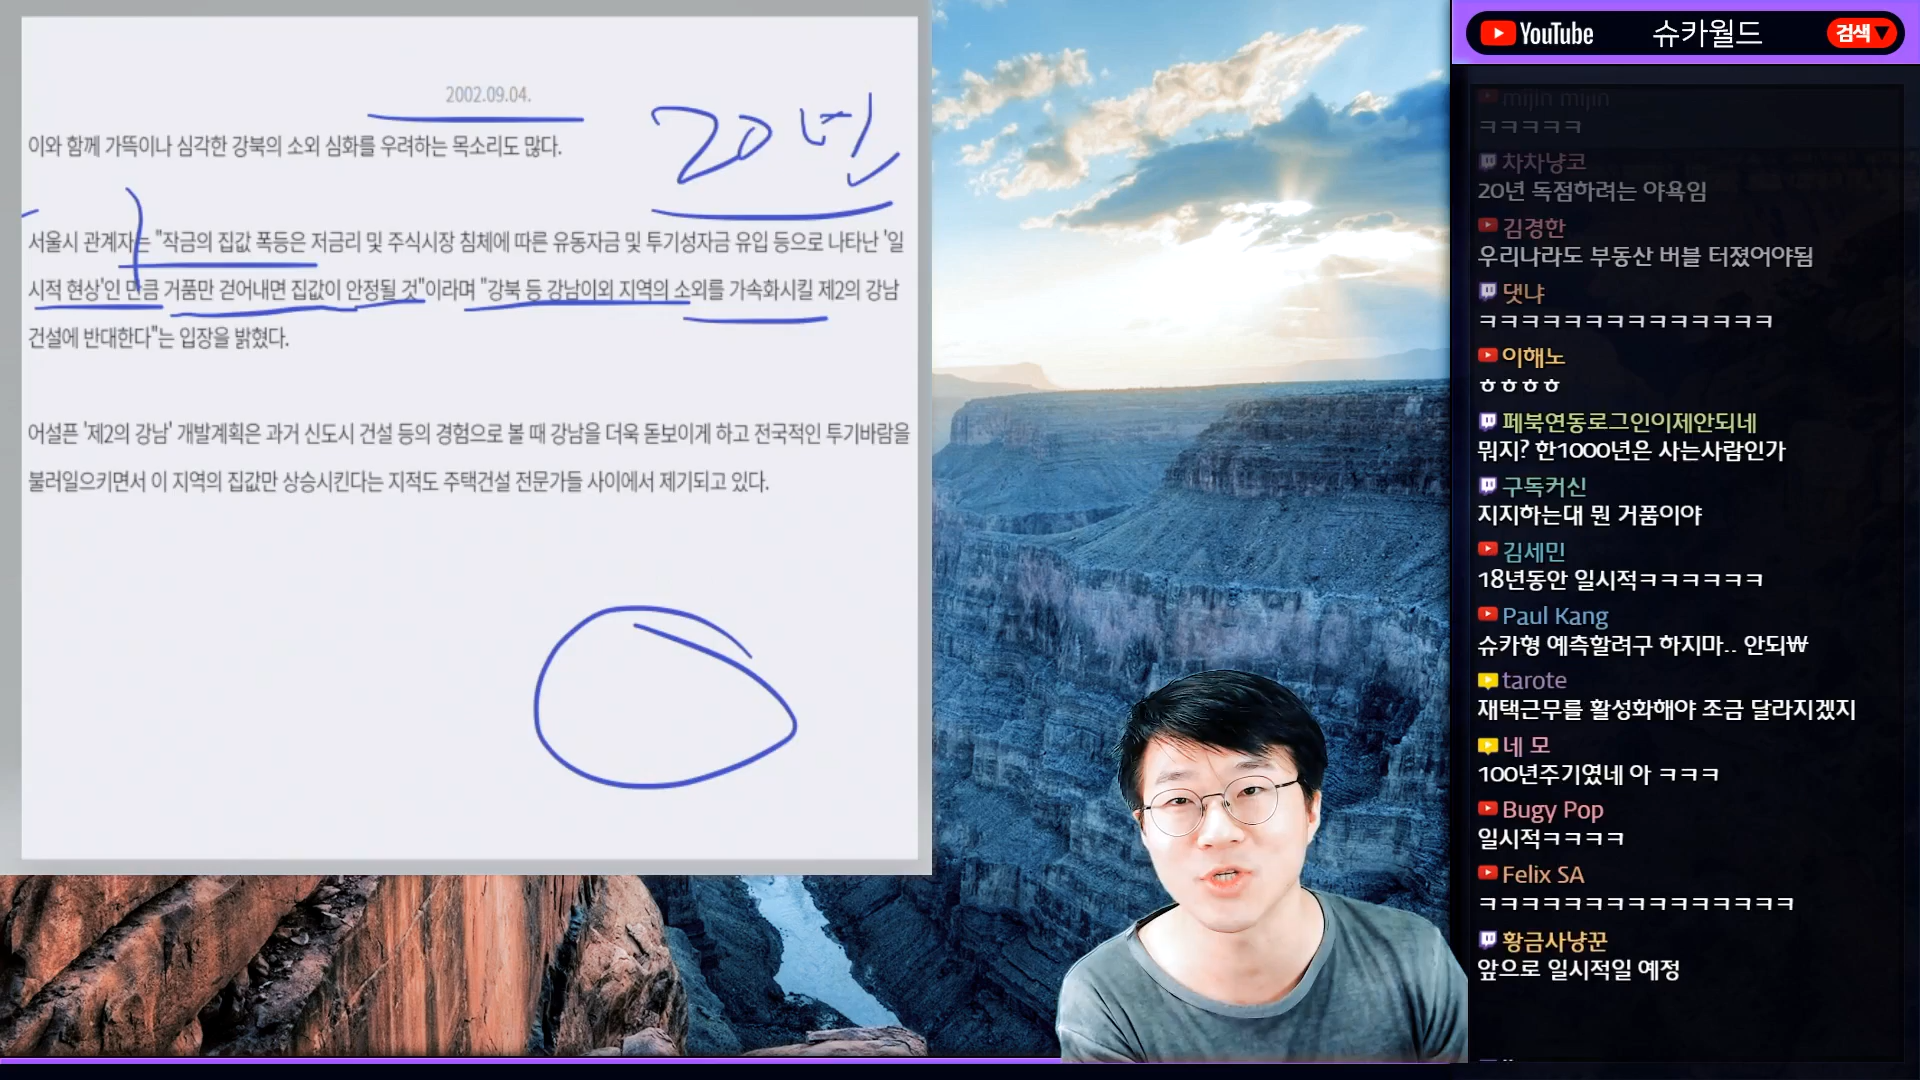 2002.09.04.
20년
이와 함께 가뜩이나 심각한 강북의 소외 심화를 우려하는 목소리도 많다.
서울시 관계자는 "작금의 집값 폭등은 저금리 및 주식시장 침체에 따른 유동자금 및 투기성자금 유입 등으로 나타난 '일
시적 현상'인 만큼 거품만 걷어내면 집값이 안정될 것"이라며 "강북 등 강남이외 지역의 소외를 가속화시킬 제2의 강남
건설에 반대한다"는 입장을 밝혔다.
어설픈 '제2의 강남' 개발계획은 과거 신도시 건설 등의 경험으로 볼 때 강남을 더욱 돋보이게 하고 전국적인 투기바람을
불러일으키면서 이 지역의 집값만 상승시킨다는 지적도 주택건설 전문가들 사이에서 제기되고 있다.
YouTube 슈카월드 검색▼
mijin mijin
ㅋㅋㅋㅋㅋ
차차냥코
20년 독점하려는 야욕임
김경한
우리나라도 부동산 버블 터졌어야됨
댓냐
ㅋㅋㅋㅋㅋㅋㅋㅋㅋㅋㅋㅋㅋㅋ
이해노
ㅎㅎㅎㅎ
페북연동로그인이제안되네
뭐지? 한1000년은 사는사람인가
구독커신
지지하는대 뭔 거품이야
김세민
18년동안 일시적ㅋㅋㅋㅋㅋㅋ
Paul Kang
슈카형 예측할려구 하지마.. 안되₩
tarote
재택근무를 활성화해야 조금 달라지겠지
네 모
100년주기였네 아 ㅋㅋㅋ
Bugy Pop
일시적ㅋㅋㅋㅋ
Felix SA
ㅋㅋㅋㅋㅋㅋㅋㅋㅋㅋㅋㅋㅋㅋㅋ
황금사냥꾼
앞으로 일시적일 예정